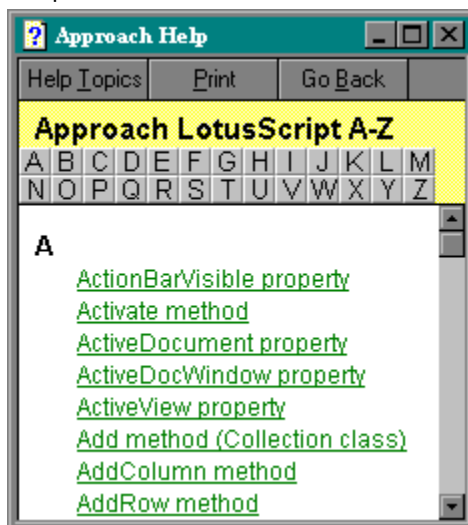 Approach Help
Help Topics Print Go Back
Approach LotusScript A-Z
A B C D E F G H I J K L M
N O P Q R S T U V W X Y Z
A
ActionBarVisible property
Activate method
ActiveDocument property
ActiveDocWindow property
ActiveView property
Add method (Collection class)
AddColumn method
AddRow method